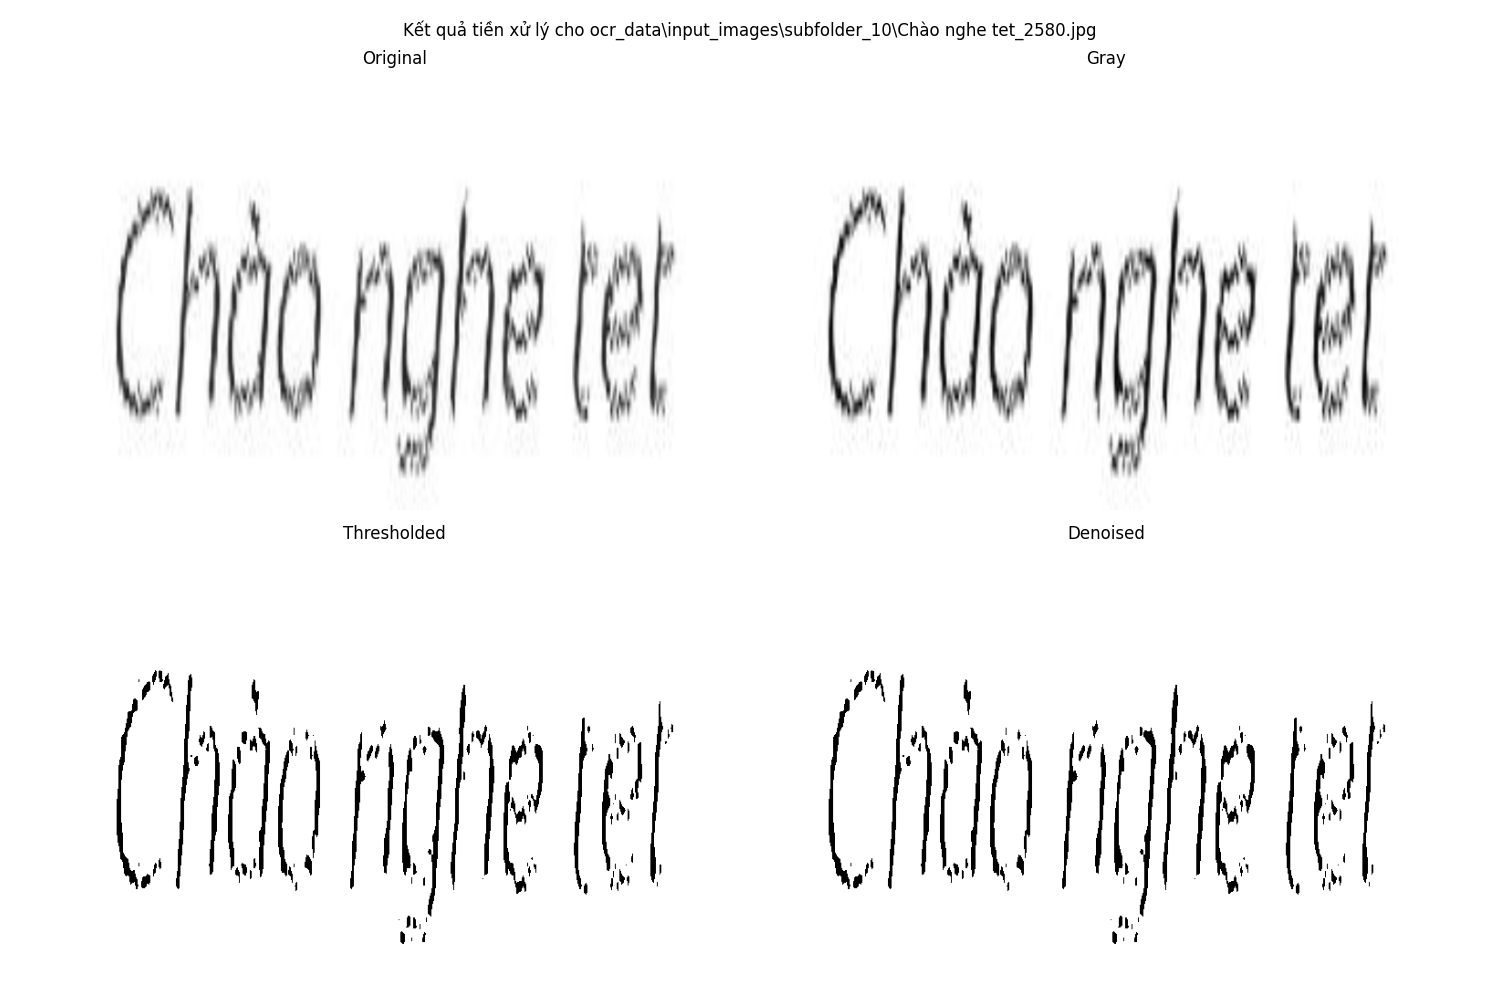 Kết quả tiền xử lý cho ocr_data\input_images\subfolder_10\Chào nghe tet_2580.jpg
Original
Gray
Chào nghe tet
Chào nghe tet
Thresholded
Denoised
Chào nghe tet
Chào nghe tet